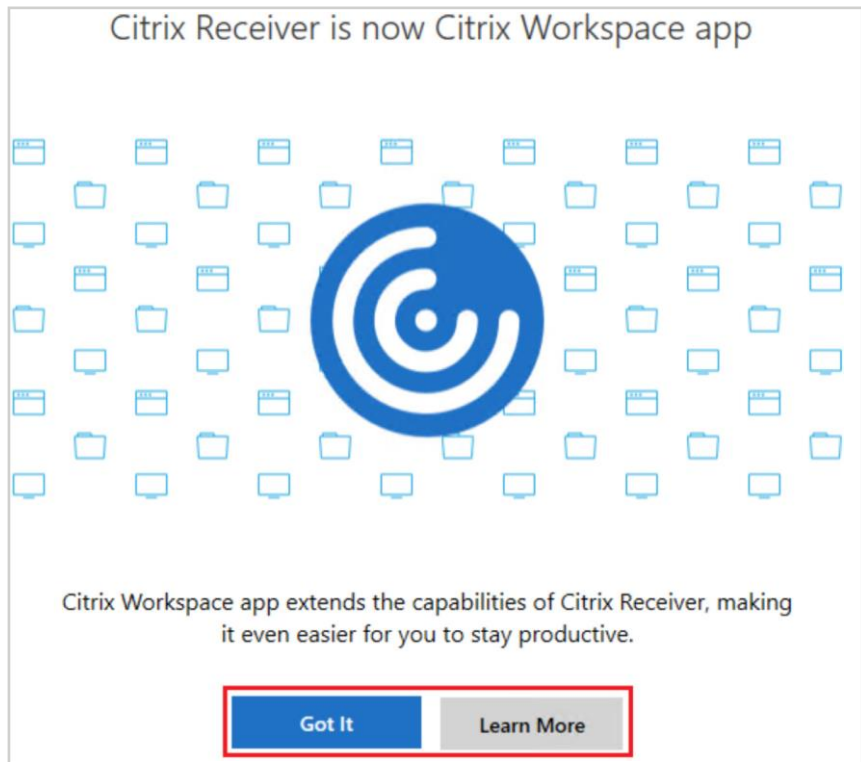 Citrix Receiver is now Citrix Workspace app
Citrix Workspace app extends the capabilities of Citrix Receiver, making
it even easier for you to stay productive.
Got It
Learn More